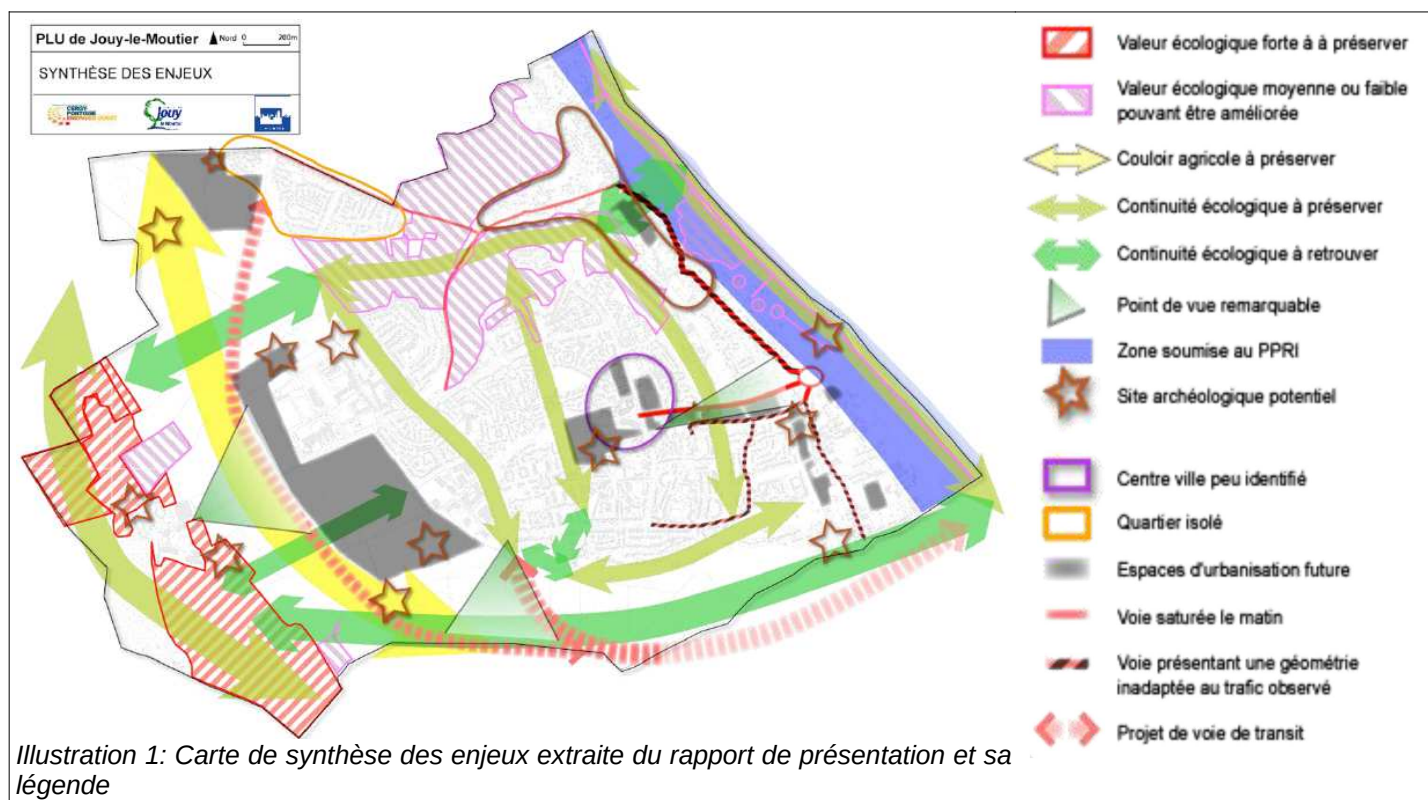 PLU de Jouy-le-Moutier Nord 0 200m
SYNTHÈSE DES ENJEUX
CERGY
PONTOISE
Jouy
Valeur écologique forte à à préserver
Valeur écologique moyenne ou faible
pouvant être améliorée
Couloir agricole à préserver
Continuité écologique à préserver
Continuité écologique à retrouver
Point de vue remarquable
Zone soumise au PPRI
Site archéologique potentiel
Centre ville peu identifié
Quartier isolé
Espaces d'urbanisation future
Voie saturée le matin
Voie présentant une géométrie
inadaptée au trafic observé
Projet de voie de transit
Illustration 1: Carte de synthèse des enjeux extraite du rapport de présentation et sa
légende